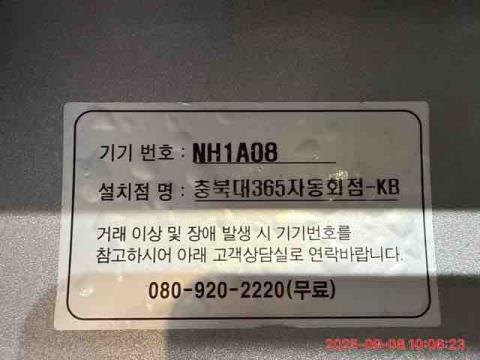 기기 번호 : NH1A08
설치점 명 : 충북대365자동화점-KB
거래 이상 및 장애 발생 시 기기번호를
참고하시어 아래 고객상담실로 연락바랍니다.
080-920-2220(무료)